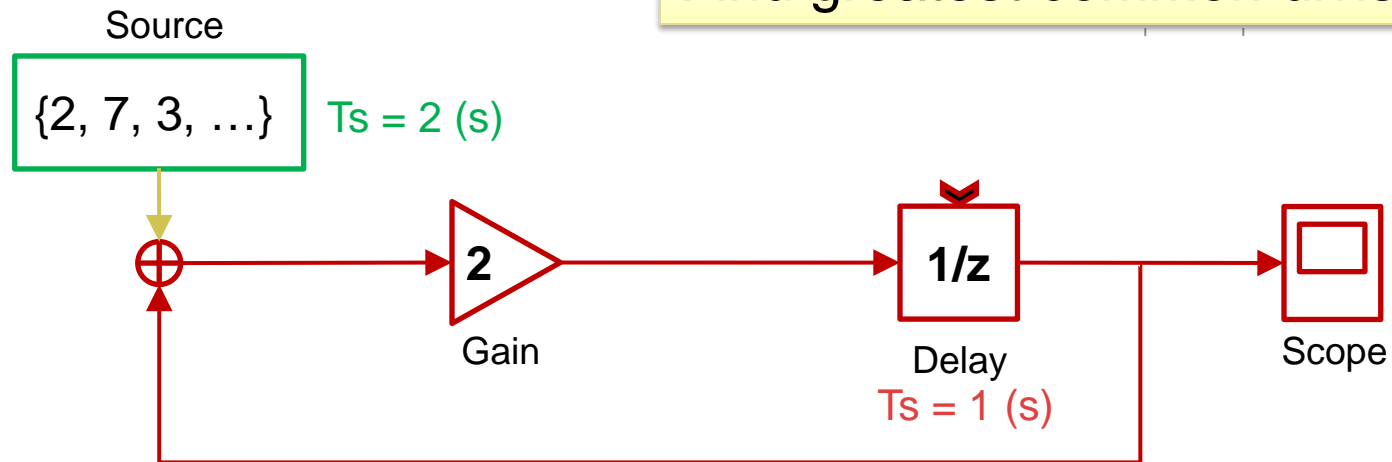 Source
{2, 7, 3, …}
Ts = 2 (s)
2
Gain
1/z
Delay
Ts = 1 (s)
Scope